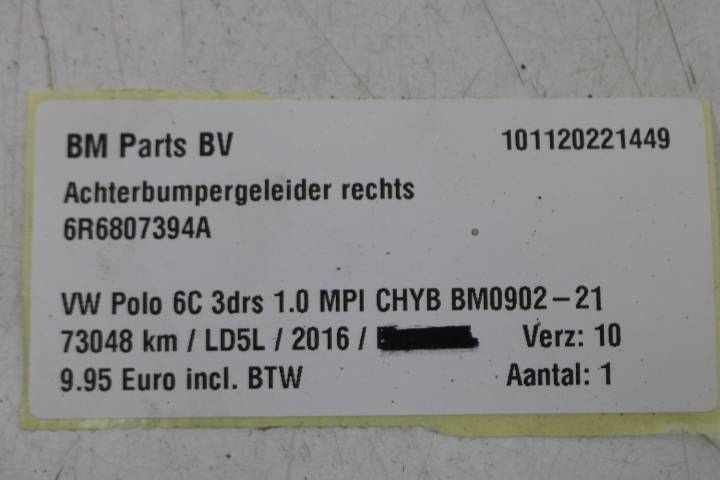 BM Parts BV 101120221449
Achterbumpergeleider rechts
6R6807394A
VW Polo 6C 3drs 1.0 MPI CHYB BM0902-21
73048 km / LD5L / 2016 / Verz: 10
9.95 Euro incl. BTW Aantal: 1